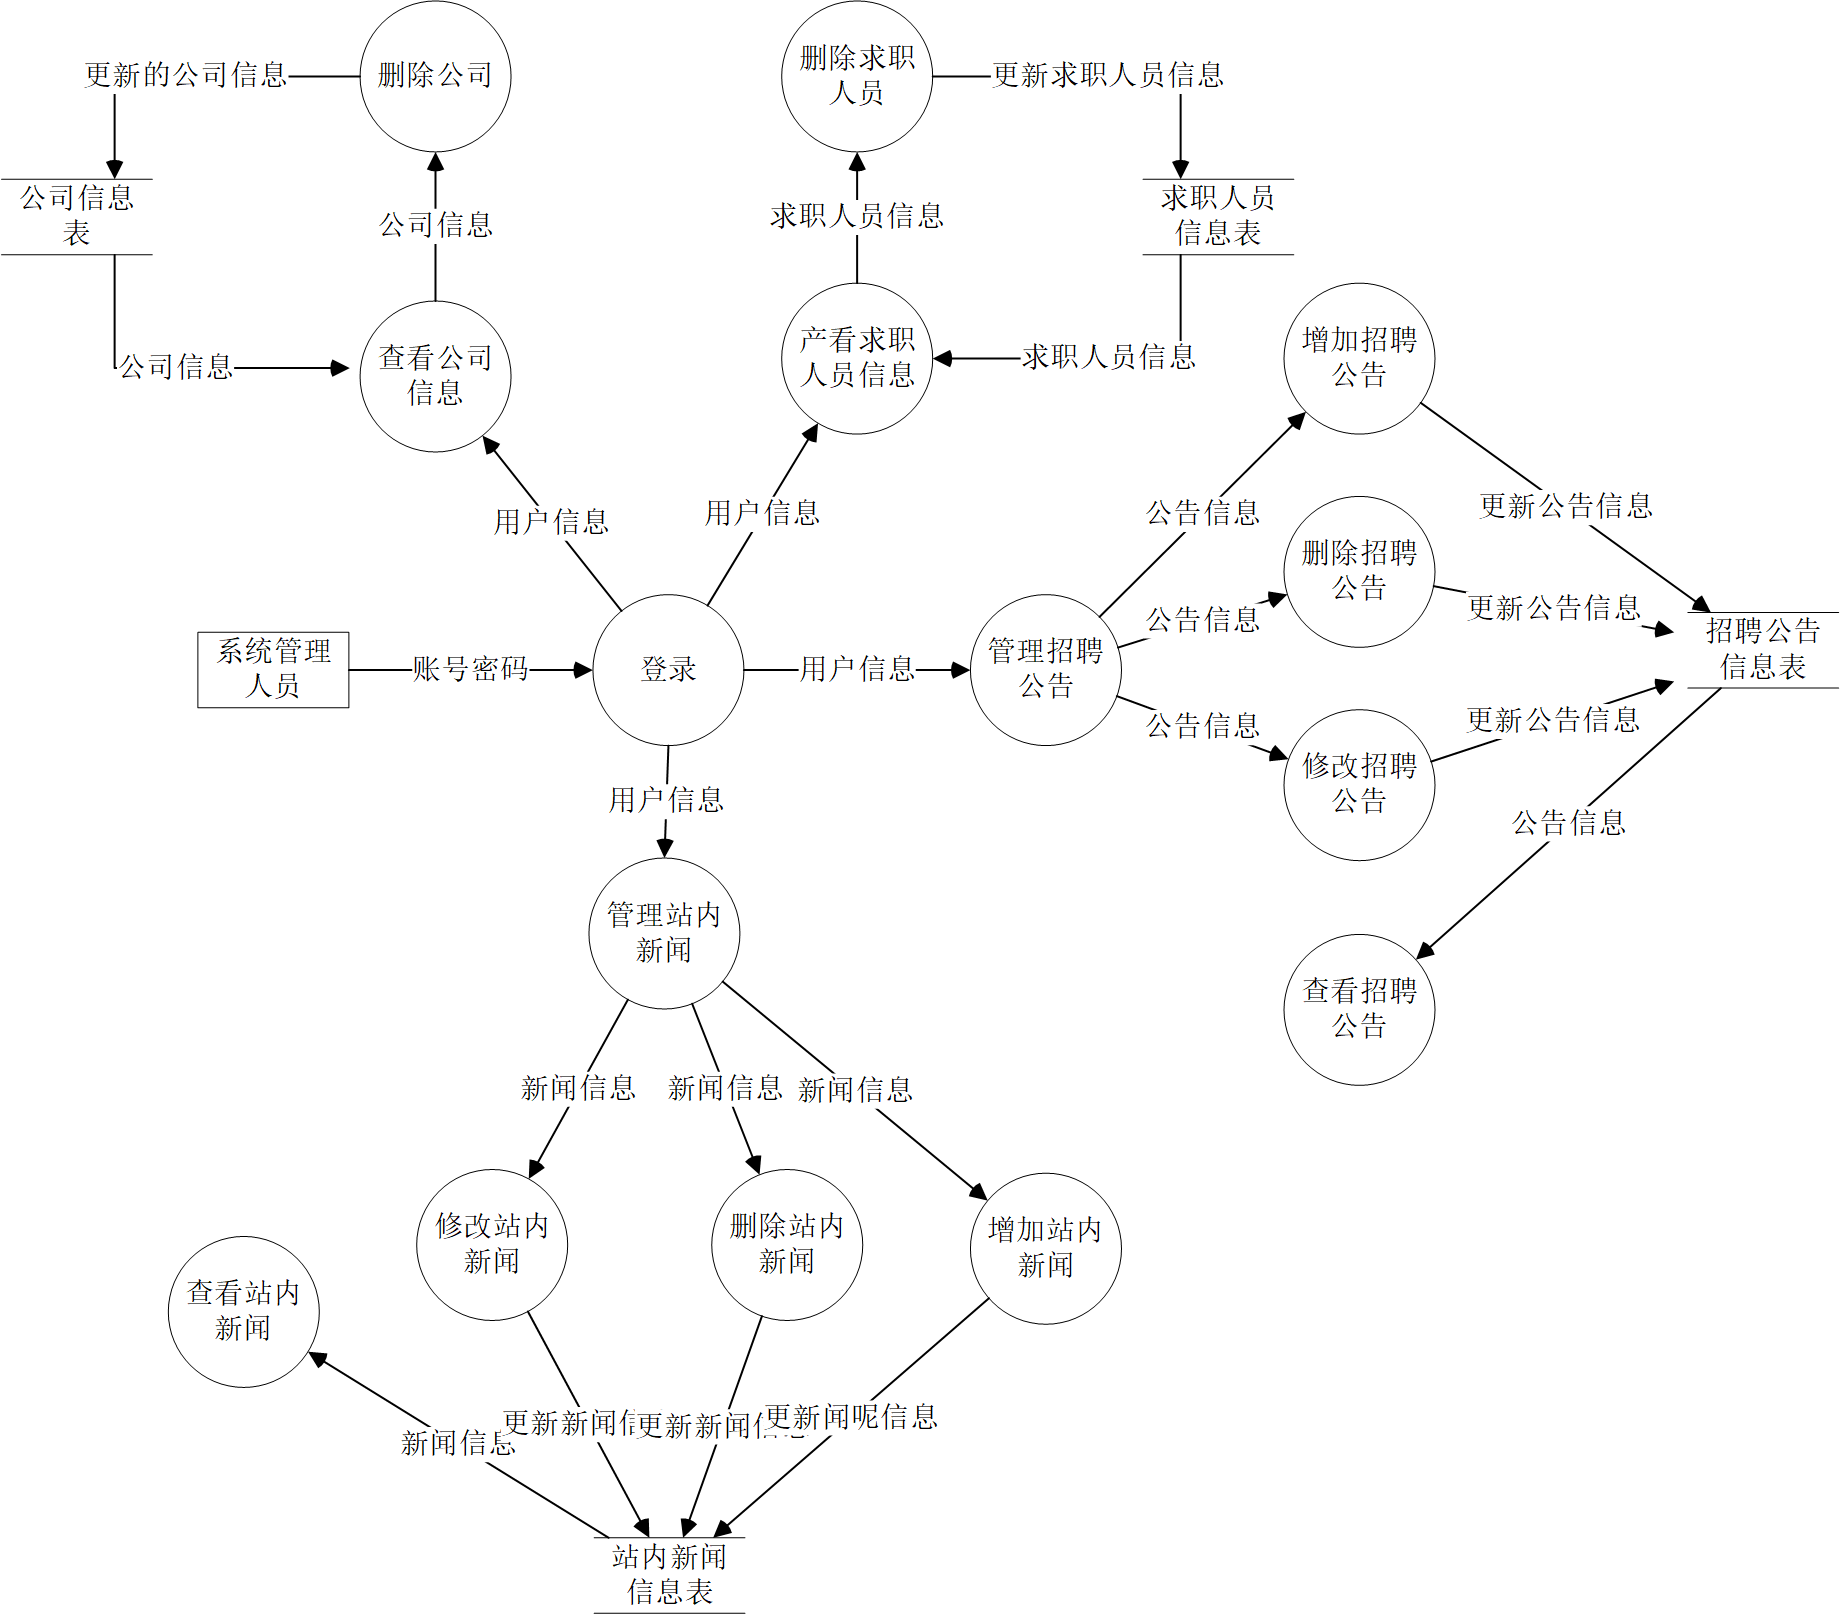 删除公司
删除求职
人员
更新的公司信息
更新求职人员信息
公司信息
表
公司信息
求职人员信息
求职人员
信息表
公司信息
查看公司
信息
产看求职
人员信息
求职人员信息
增加招聘
公告
用户信息
用户信息
公告信息
更新公告信息
删除招聘
公告
公告信息
更新公告信息
系统管理
人员
账号密码
登录
用户信息
管理招聘
公告
招聘公告
信息表
公告信息
更新公告信息
修改招聘
公告
用户信息
公告信息
管理站内
新闻
查看招聘
公告
新闻信息
新闻信息
新闻信息
修改站内
新闻
删除站内
新闻
增加站内
新闻
查看站内
新闻
新闻信息
更新新闻信
更新新闻信息
更新闻呢信息
站内新闻
信息表